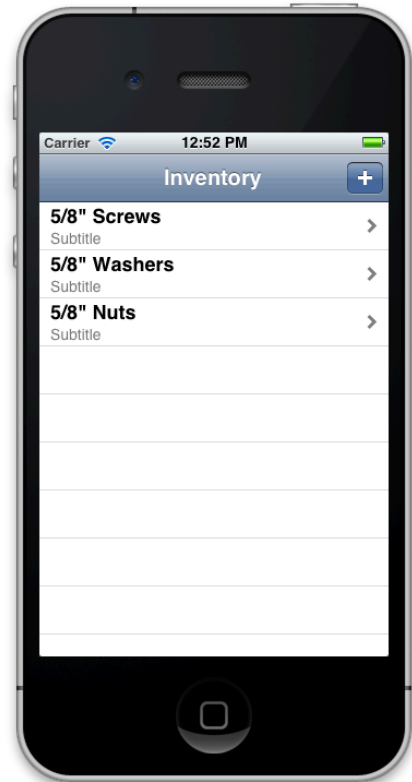 Carrier 12:52 PM
Inventory +
5/8" Screws
Subtitle
5/8" Washers
Subtitle
5/8" Nuts
Subtitle